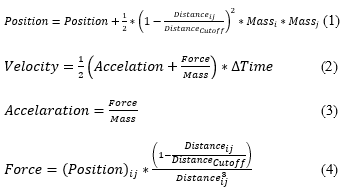 Position = Position + 1/2 * (1 − Distance_ij / Distance_Cutoff)^2 * Mass_i * Mass_j (1)
Velocity = 1/2 (Accelation + Force / Mass) * ΔTime (2)
Accelaration = Force / Mass (3)
Force = (Position)_ij * (1 − Distance_ij / Distance_Cutoff) / Distance_ij^3 (4)